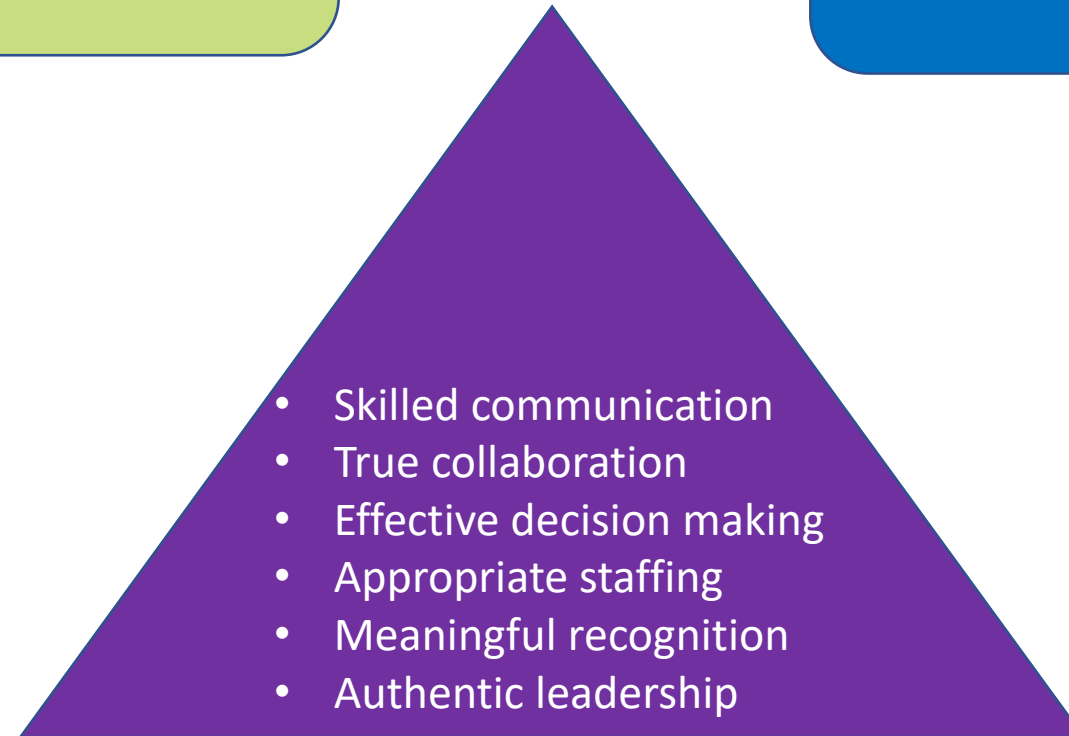 • Skilled communication
• True collaboration
• Effective decision making
• Appropriate staffing
• Meaningful recognition
• Authentic leadership